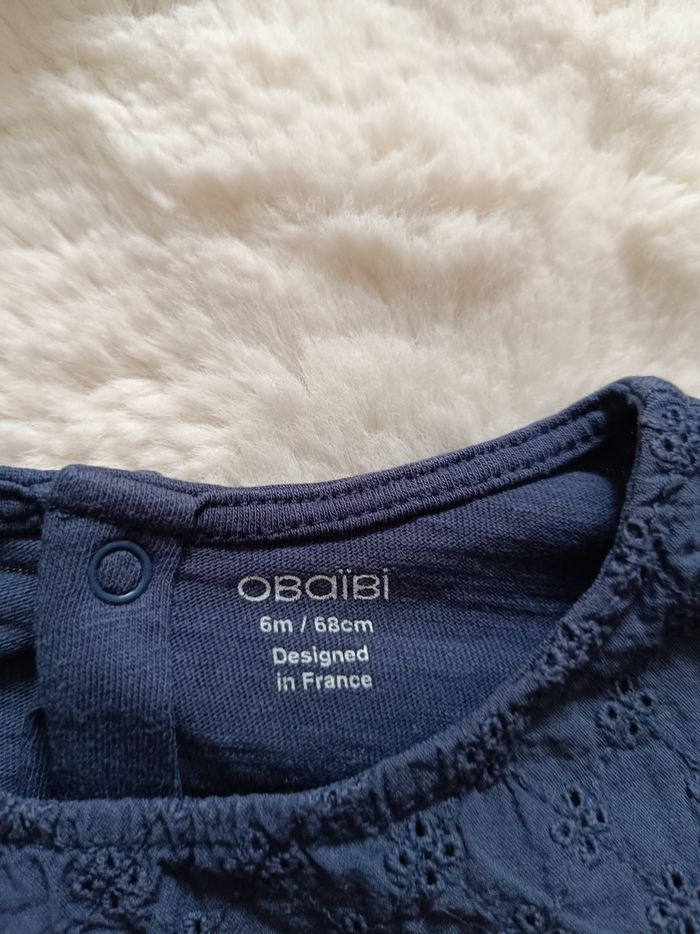 OBaïBi
6m / 68cm
Designed
in France